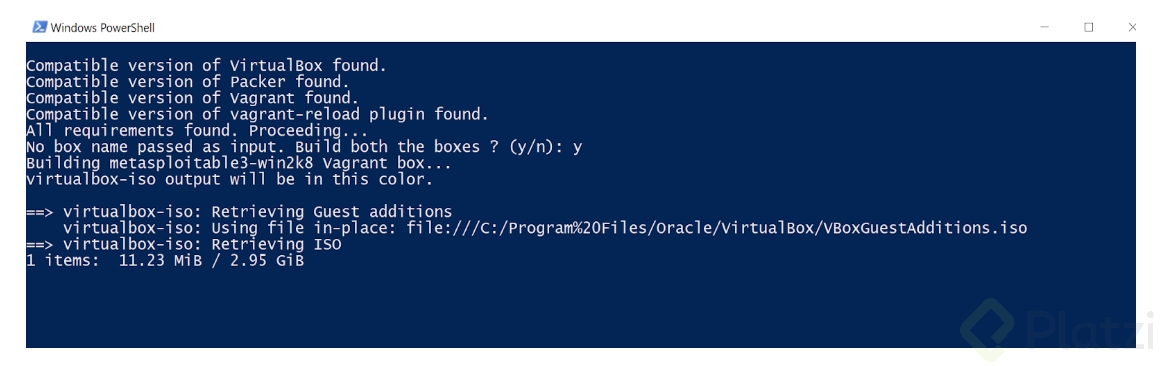 Windows PowerShell
Compatible version of VirtualBox found.
Compatible version of Packer found.
Compatible version of Vagrant found.
Compatible version of vagrant-reload plugin found.
All requirements found. Proceeding...
No box name passed as input. Build both the boxes ? (y/n): y
Building metasploitable3-win2k8 Vagrant box...
virtualbox-iso output will be in this color.
==> virtualbox-iso: Retrieving Guest additions
    virtualbox-iso: Using file in-place: file:///C:/Program%20Files/Oracle/VirtualBox/VBoxGuestAdditions.iso
==> virtualbox-iso: Retrieving ISO
1 items:  11.23 MiB / 2.95 GiB
Platzi